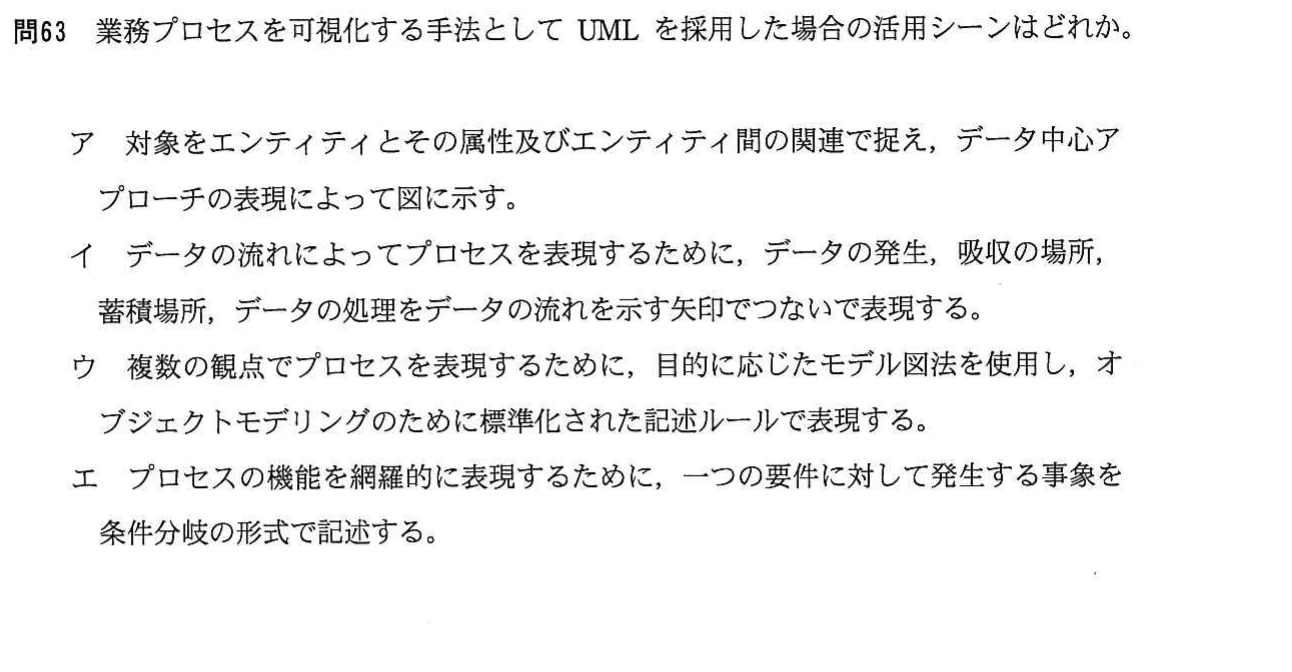 問63 業務プロセスを可視化する手法として UML を採用した場合の活用シーンはどれか。
ア 対象をエンティティとその属性及びエンティティ間の関連で捉え，データ中心ア
プローチの表現によって図に示す。
イ データの流れによってプロセスを表現するために，データの発生，吸収の場所，
蓄積場所，データの処理をデータの流れを示す矢印でつないで表現する。
ウ 複数の観点でプロセスを表現するために，目的に応じたモデル図法を使用し，オ
ブジェクトモデリングのために標準化された記述ルールで表現する。
エ プロセスの機能を網羅的に表現するために，一つの要件に対して発生する事象を
条件分岐の形式で記述する。